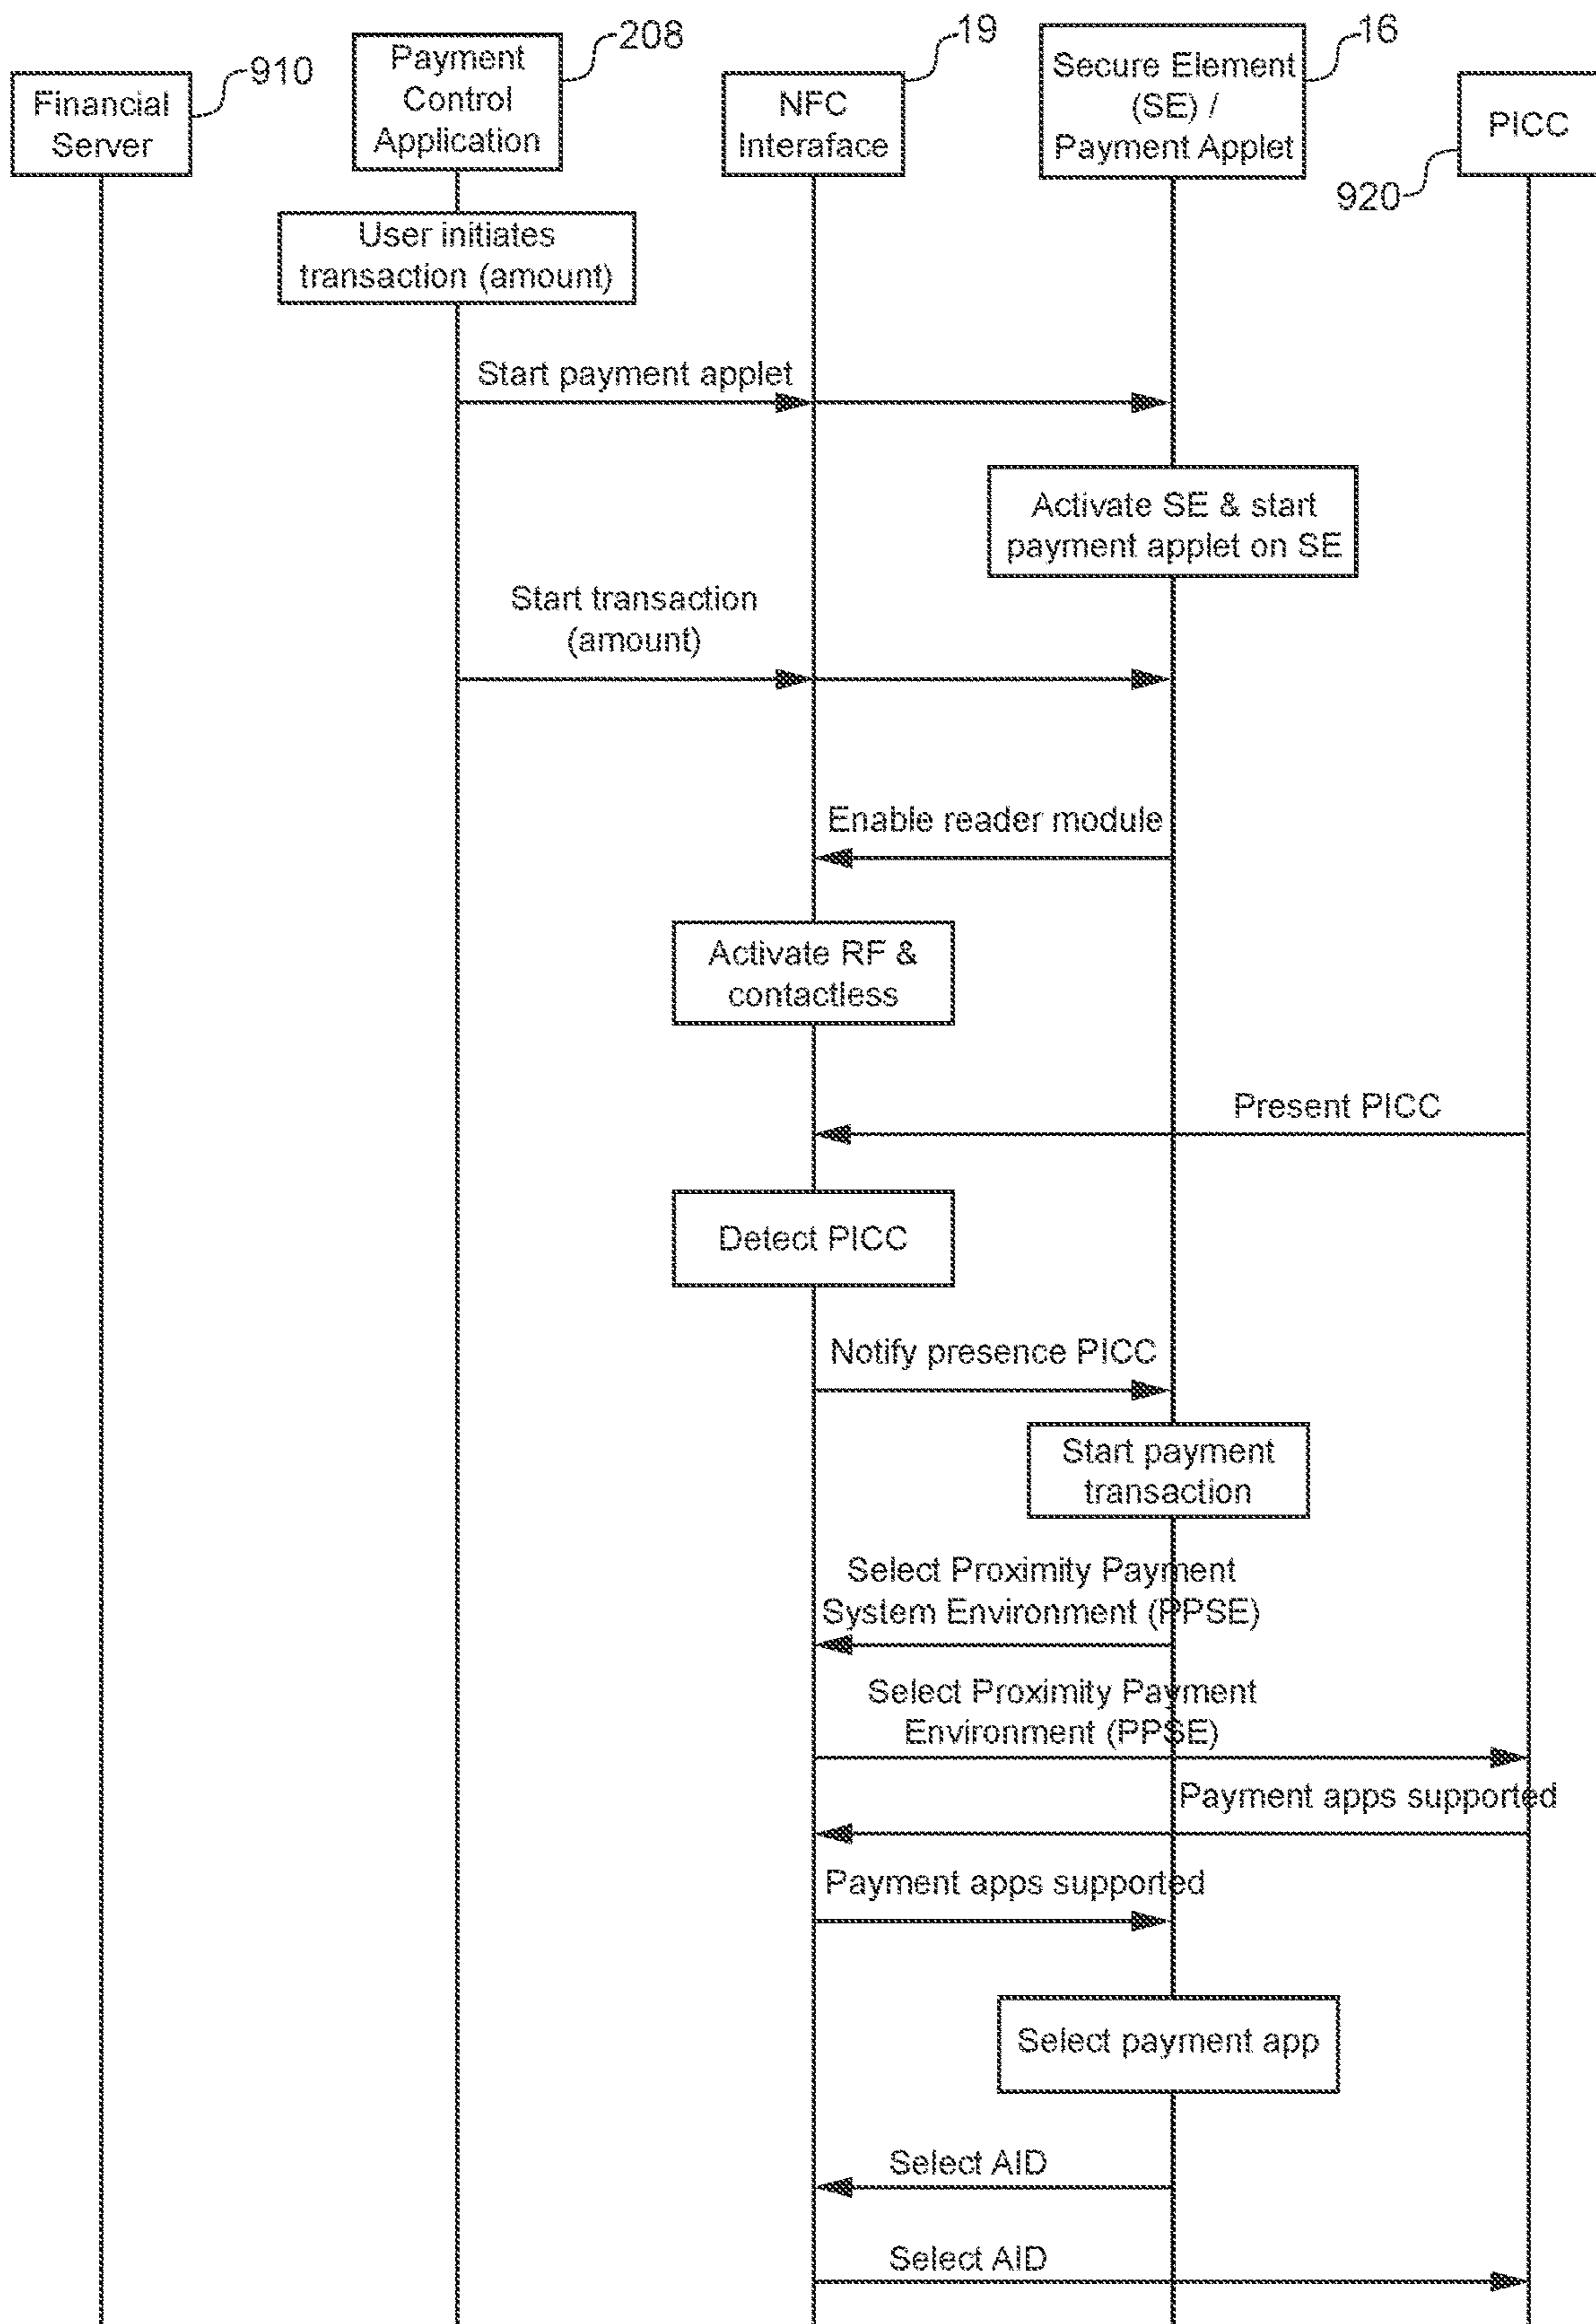 Financial
Server
910
Payment
Control
Application
208
NFC
Interaface
19
Secure Element
(SE) /
Payment Applet
16
PICC
920
User initiates
transaction (amount)
Start payment applet
Activate SE & start
payment applet on SE
Start transaction
(amount)
Enable reader module
Activate RF &
contactless
Present PICC
Detect PICC
Notify presence PICC
Start payment
transaction
Select Proximity Payment
System Environment (PPSE)
Select Proximity Payment
Environment (PPSE)
Payment apps supported
Payment apps supported
Select payment app
Select AID
Select AID